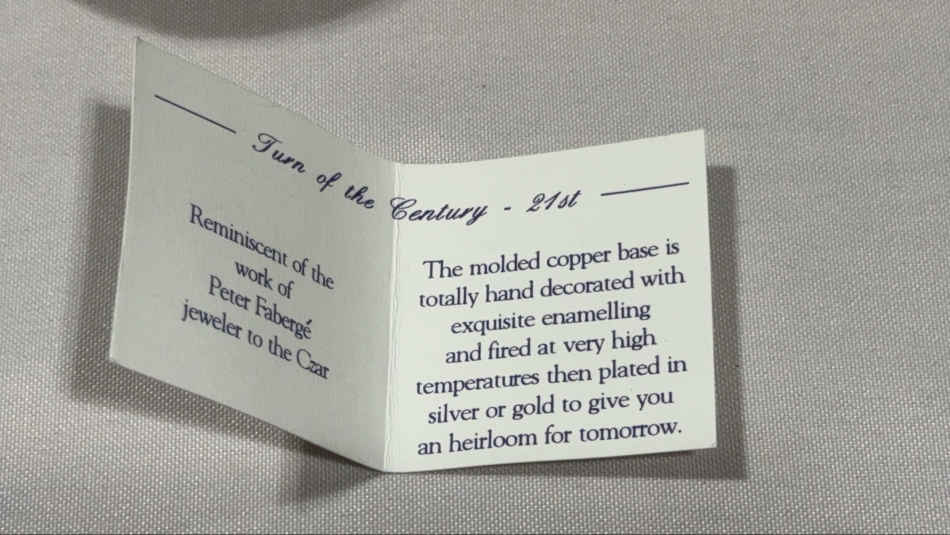 Turn of the Century - 21st
Reminiscent of the
work of
Peter Fabergé
jeweler to the Czar
The molded copper base is
totally hand decorated with
exquisite enamelling
and fired at very high
temperatures then plated in
silver or gold to give you
an heirloom for tomorrow.